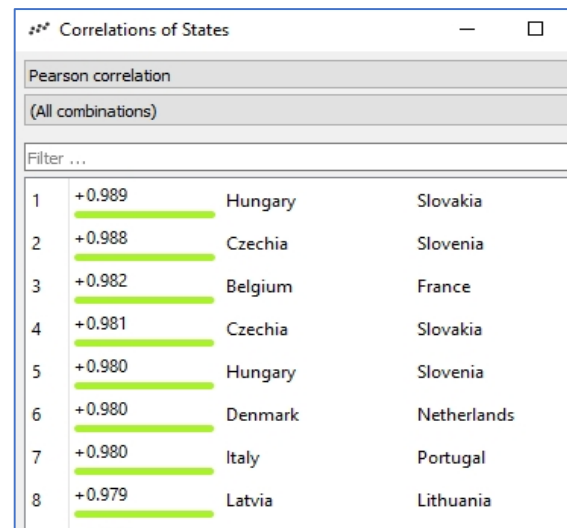 Correlations of States
Pearson correlation
(All combinations)
Filter ...
1 +0.989 Hungary Slovakia
2 +0.988 Czechia Slovenia
3 +0.982 Belgium France
4 +0.981 Czechia Slovakia
5 +0.980 Hungary Slovenia
6 +0.980 Denmark Netherlands
7 +0.980 Italy Portugal
8 +0.979 Latvia Lithuania